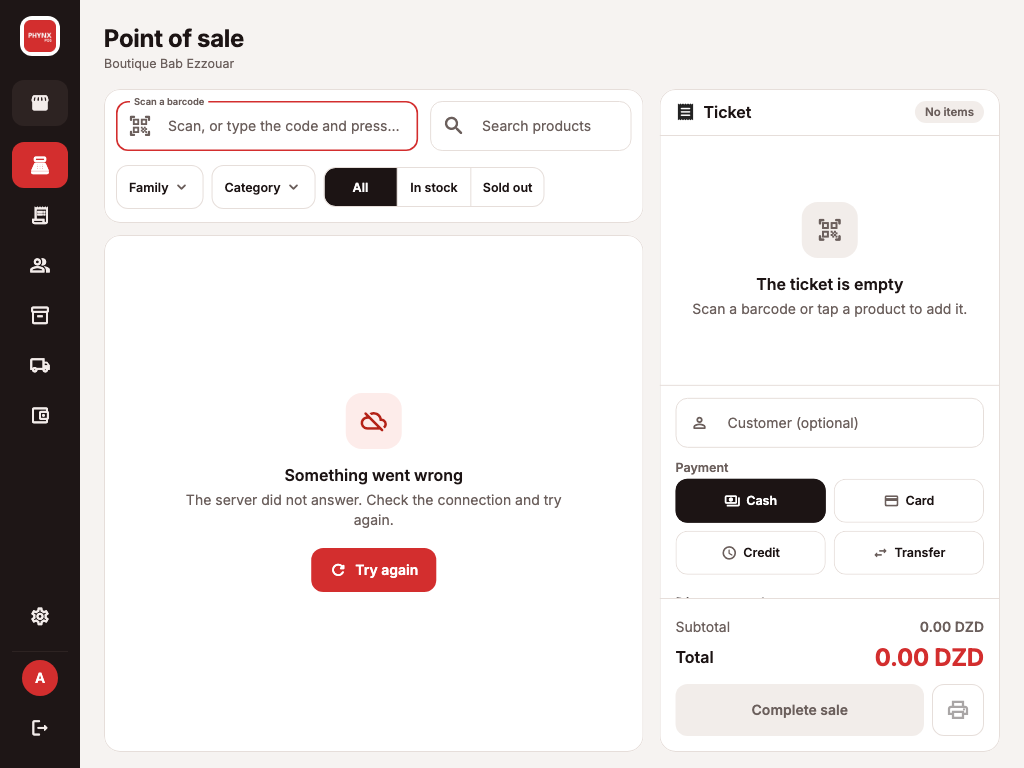 PHYNX
Point of sale
Boutique Bab Ezzouar
Scan a barcode
Scan, or type the code and press...
Search products
Family
Category
All
In stock
Sold out
Something went wrong
The server did not answer. Check the connection and try
again.
Try again
Ticket
No items
The ticket is empty
Scan a barcode or tap a product to add it.
Customer (optional)
Payment
Cash
Card
Credit
Transfer
Subtotal
0.00 DZD
Total
0.00 DZD
Complete sale
A